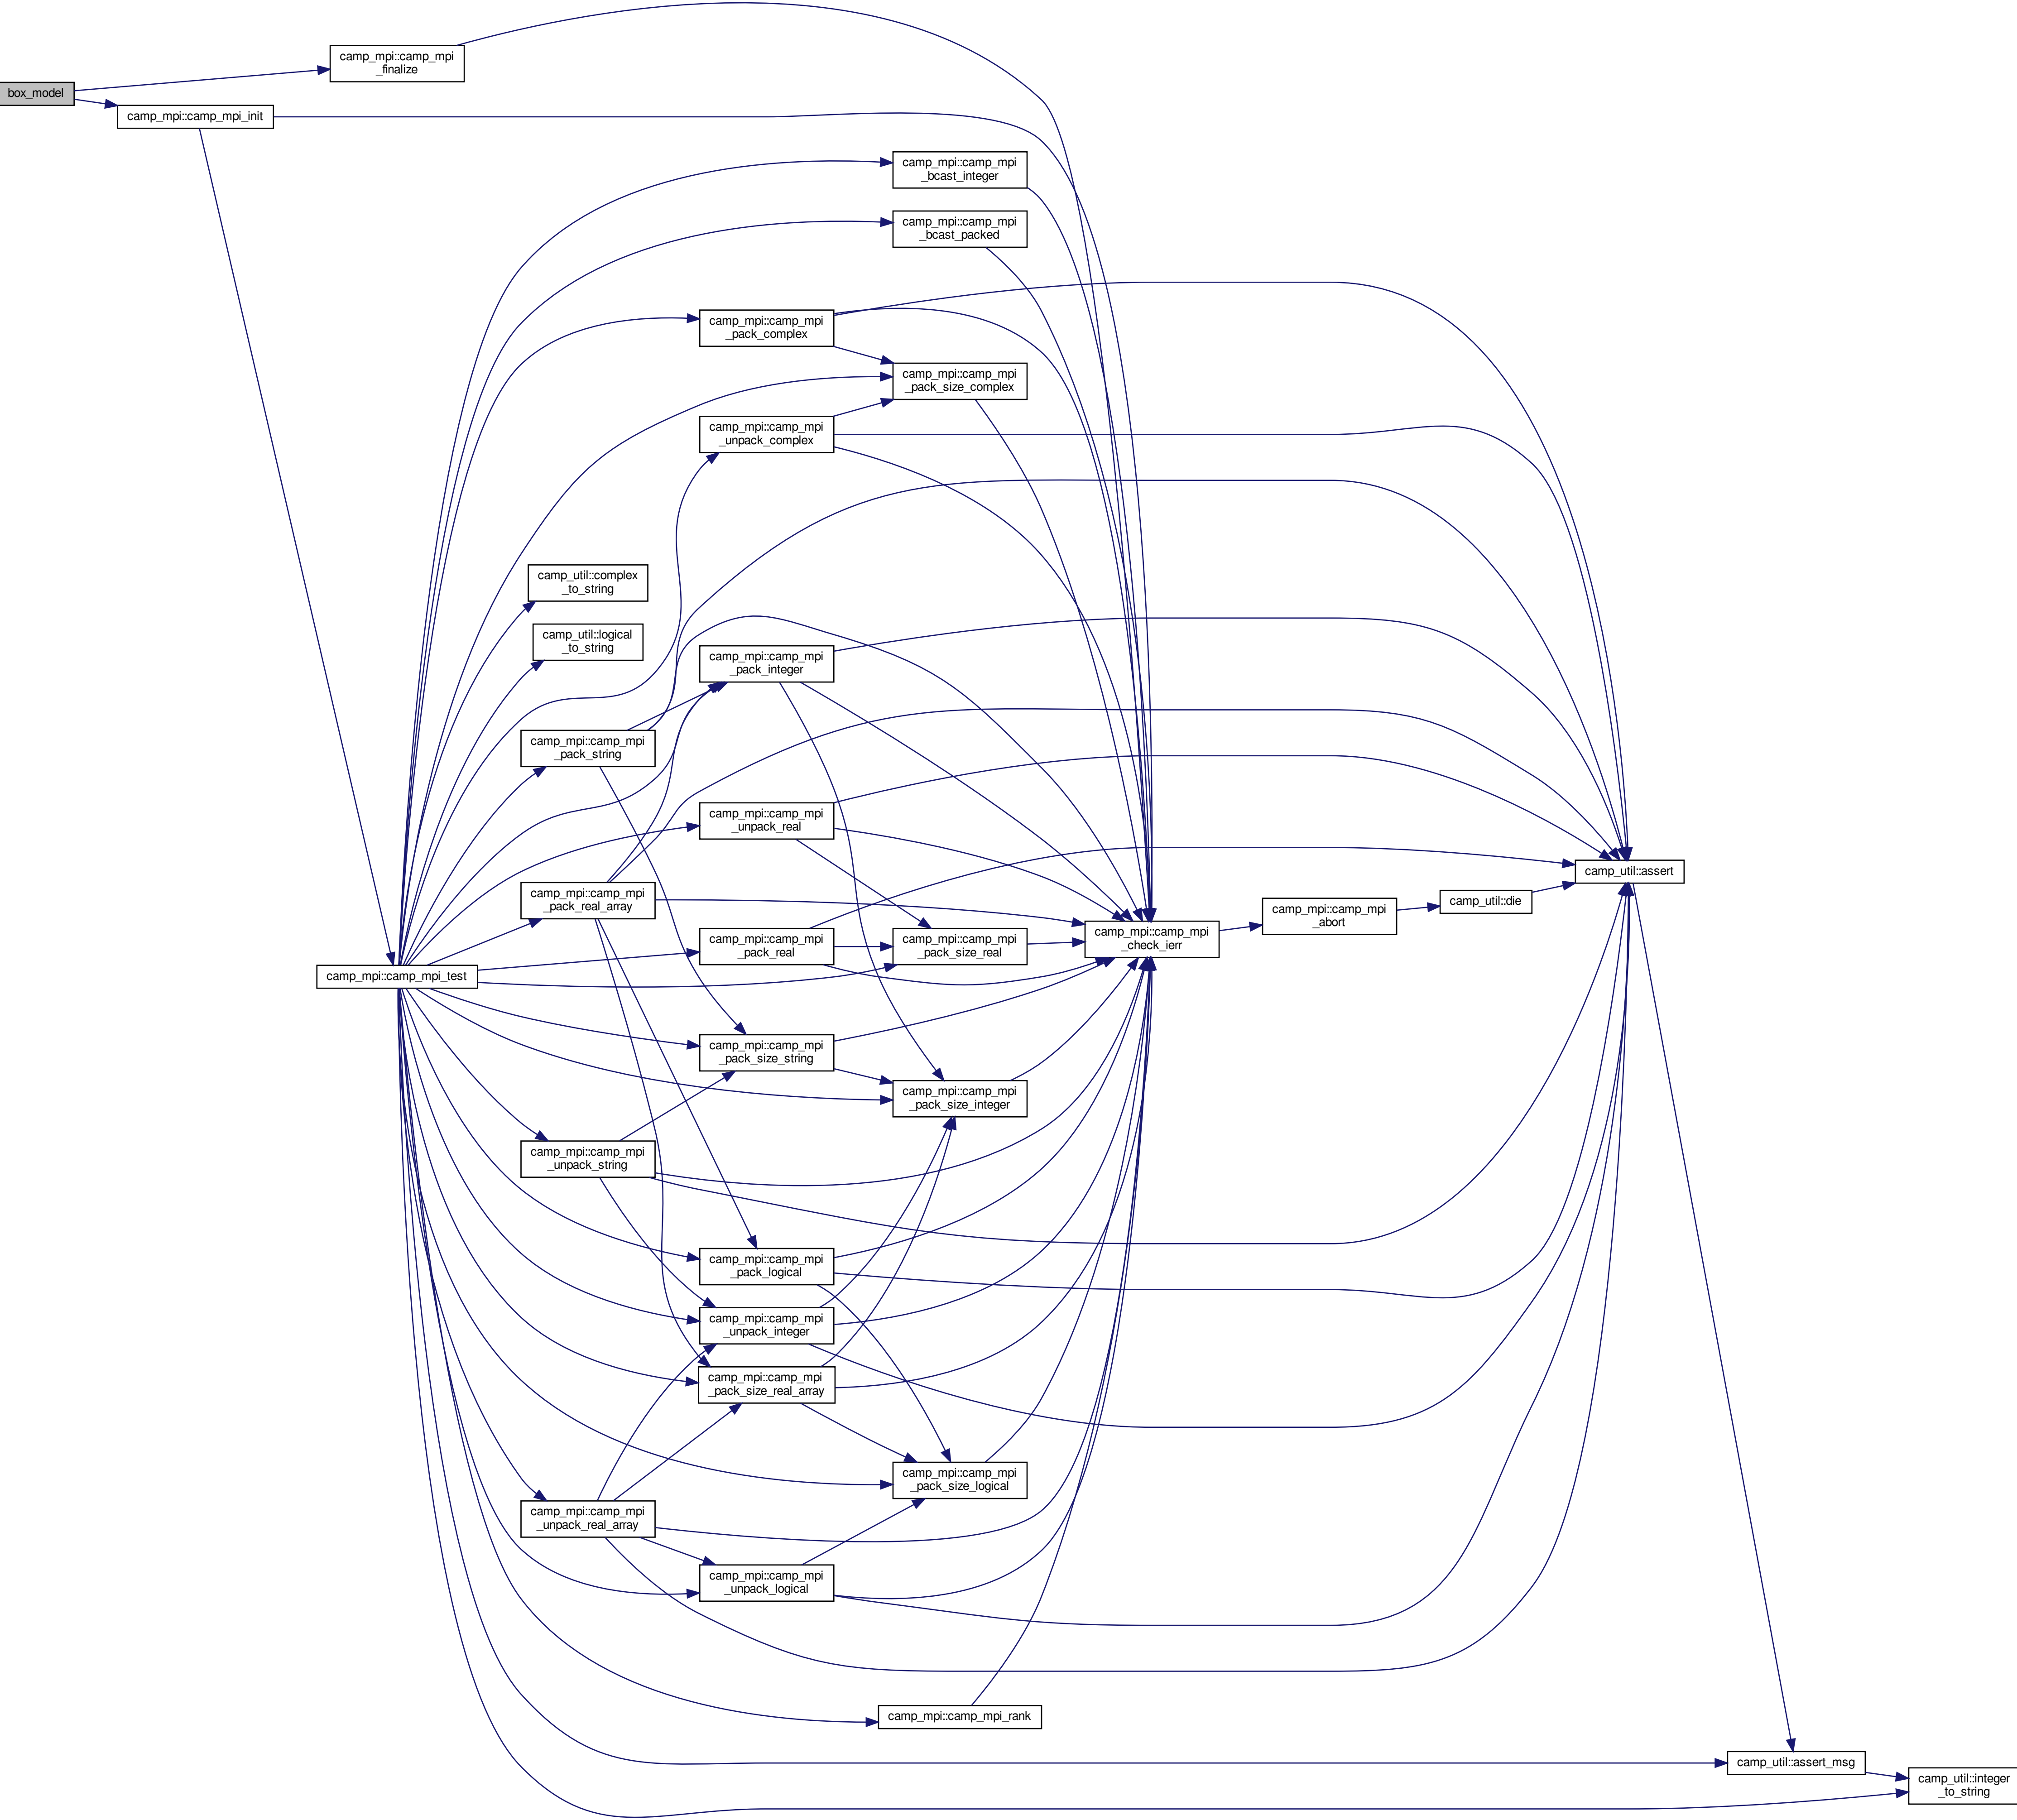 camp_mpi::camp_mpi
_finalize
box_model
camp_mpi::camp_mpi_init
camp_mpi::camp_mpi
_bcast_integer
camp_mpi::camp_mpi
_bcast_packed
camp_mpi::camp_mpi
_pack_complex
camp_mpi::camp_mpi
_pack_size_complex
camp_mpi::camp_mpi
_unpack_complex
camp_util::complex
_to_string
camp_util::logical
_to_string
camp_mpi::camp_mpi
_pack_integer
camp_mpi::camp_mpi
_pack_string
camp_mpi::camp_mpi
_unpack_real
camp_util::assert
camp_mpi::camp_mpi
_pack_real_array
camp_util::die
camp_mpi::camp_mpi
_abort
camp_mpi::camp_mpi
_check_ierr
camp_mpi::camp_mpi
_pack_real
camp_mpi::camp_mpi
_pack_size_real
camp_mpi::camp_mpi_test
camp_mpi::camp_mpi
_pack_size_string
camp_mpi::camp_mpi
_pack_size_integer
camp_mpi::camp_mpi
_unpack_string
camp_mpi::camp_mpi
_pack_logical
camp_mpi::camp_mpi
_unpack_integer
camp_mpi::camp_mpi
_pack_size_real_array
camp_mpi::camp_mpi
_pack_size_logical
camp_mpi::camp_mpi
_unpack_real_array
camp_mpi::camp_mpi
_unpack_logical
camp_mpi::camp_mpi_rank
camp_util::assert_msg
camp_util::integer
_to_string